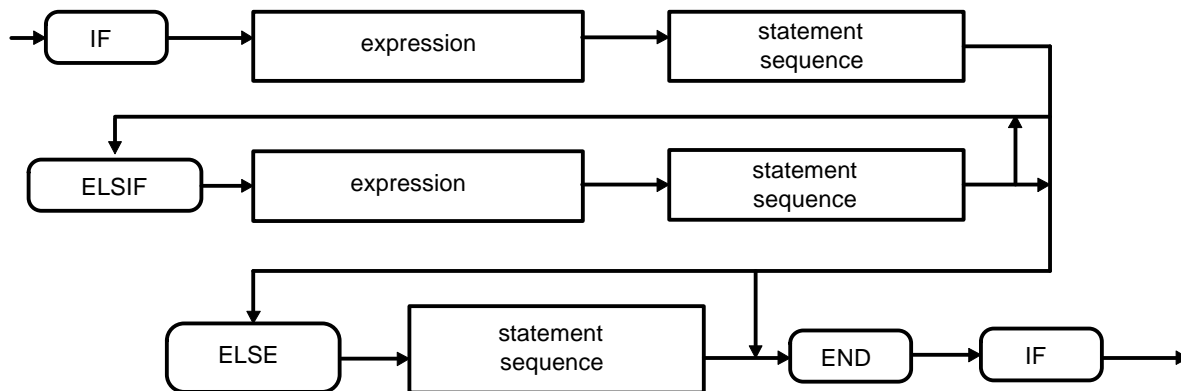 IF
expression
statement
sequence
ELSIF
expression
statement
sequence
ELSE
statement
sequence
END
IF